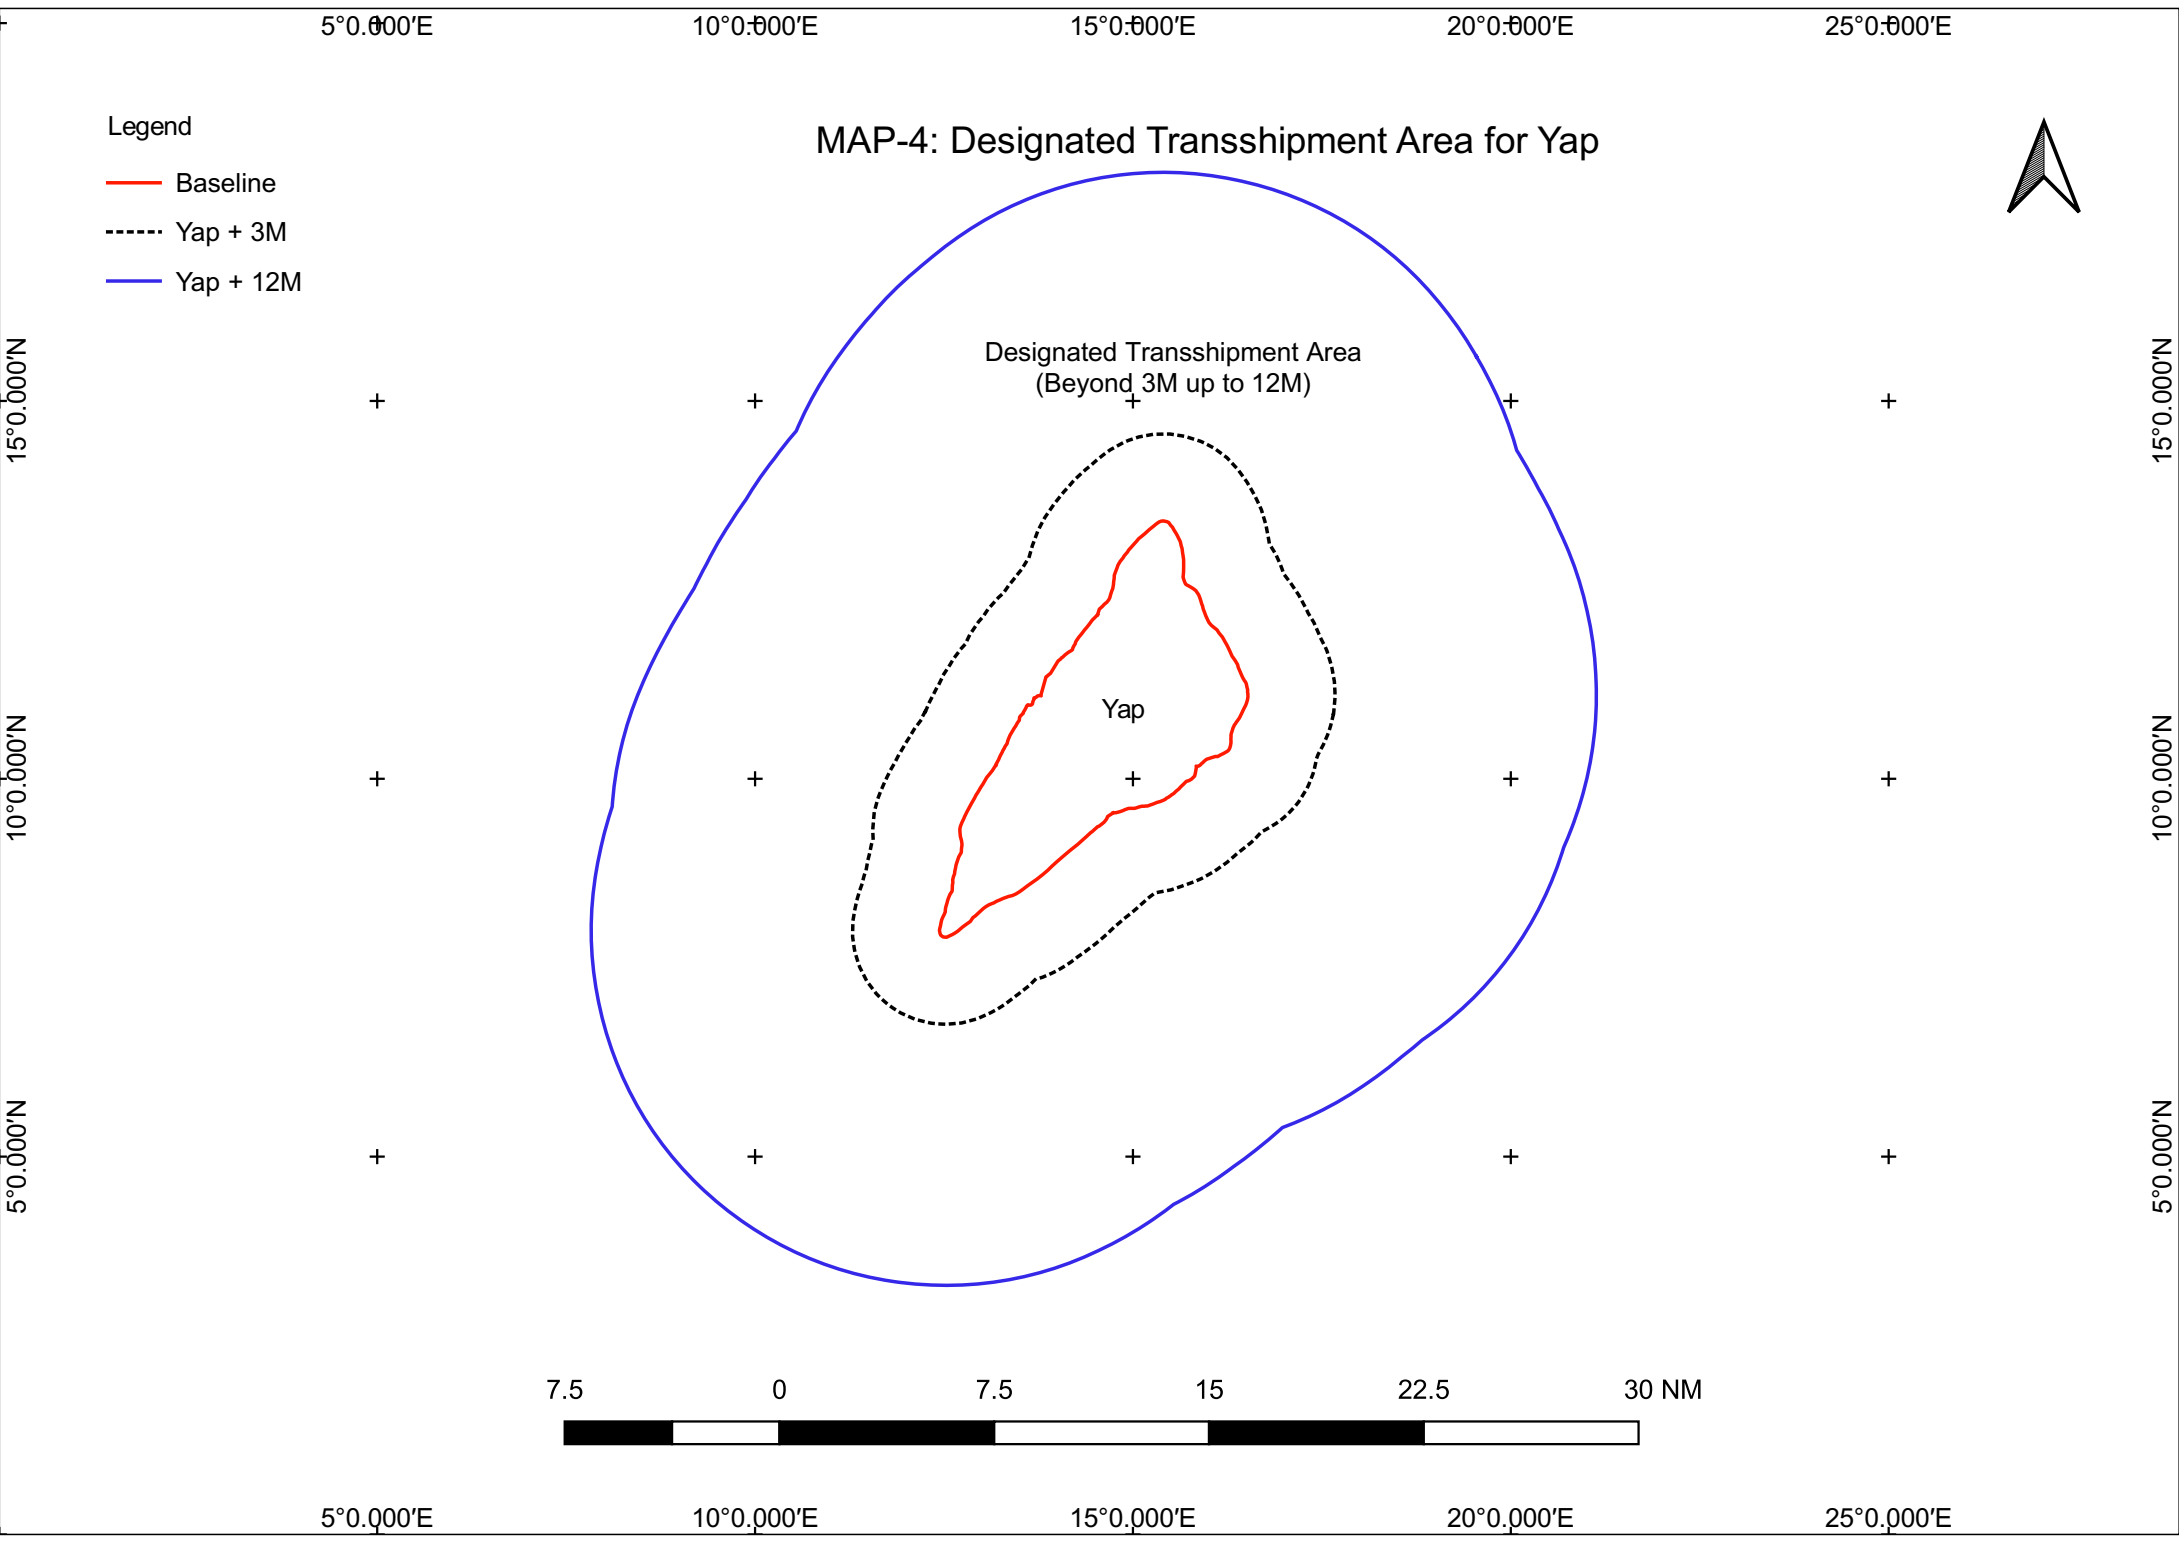 5°0.000'E 10°0.000'E 15°0.000'E 20°0.000'E 25°0.000'E
Legend
Baseline
Yap + 3M
Yap + 12M
MAP-4: Designated Transshipment Area for Yap
Designated Transshipment Area
(Beyond 3M up to 12M)
15°0.000'N
15°0.000'N
Yap
10°0.000'N
10°0.000'N
5°0.000'N
5°0.000'N
7.5 0 7.5 15 22.5 30 NM
5°0.000'E 10°0.000'E 15°0.000'E 20°0.000'E 25°0.000'E